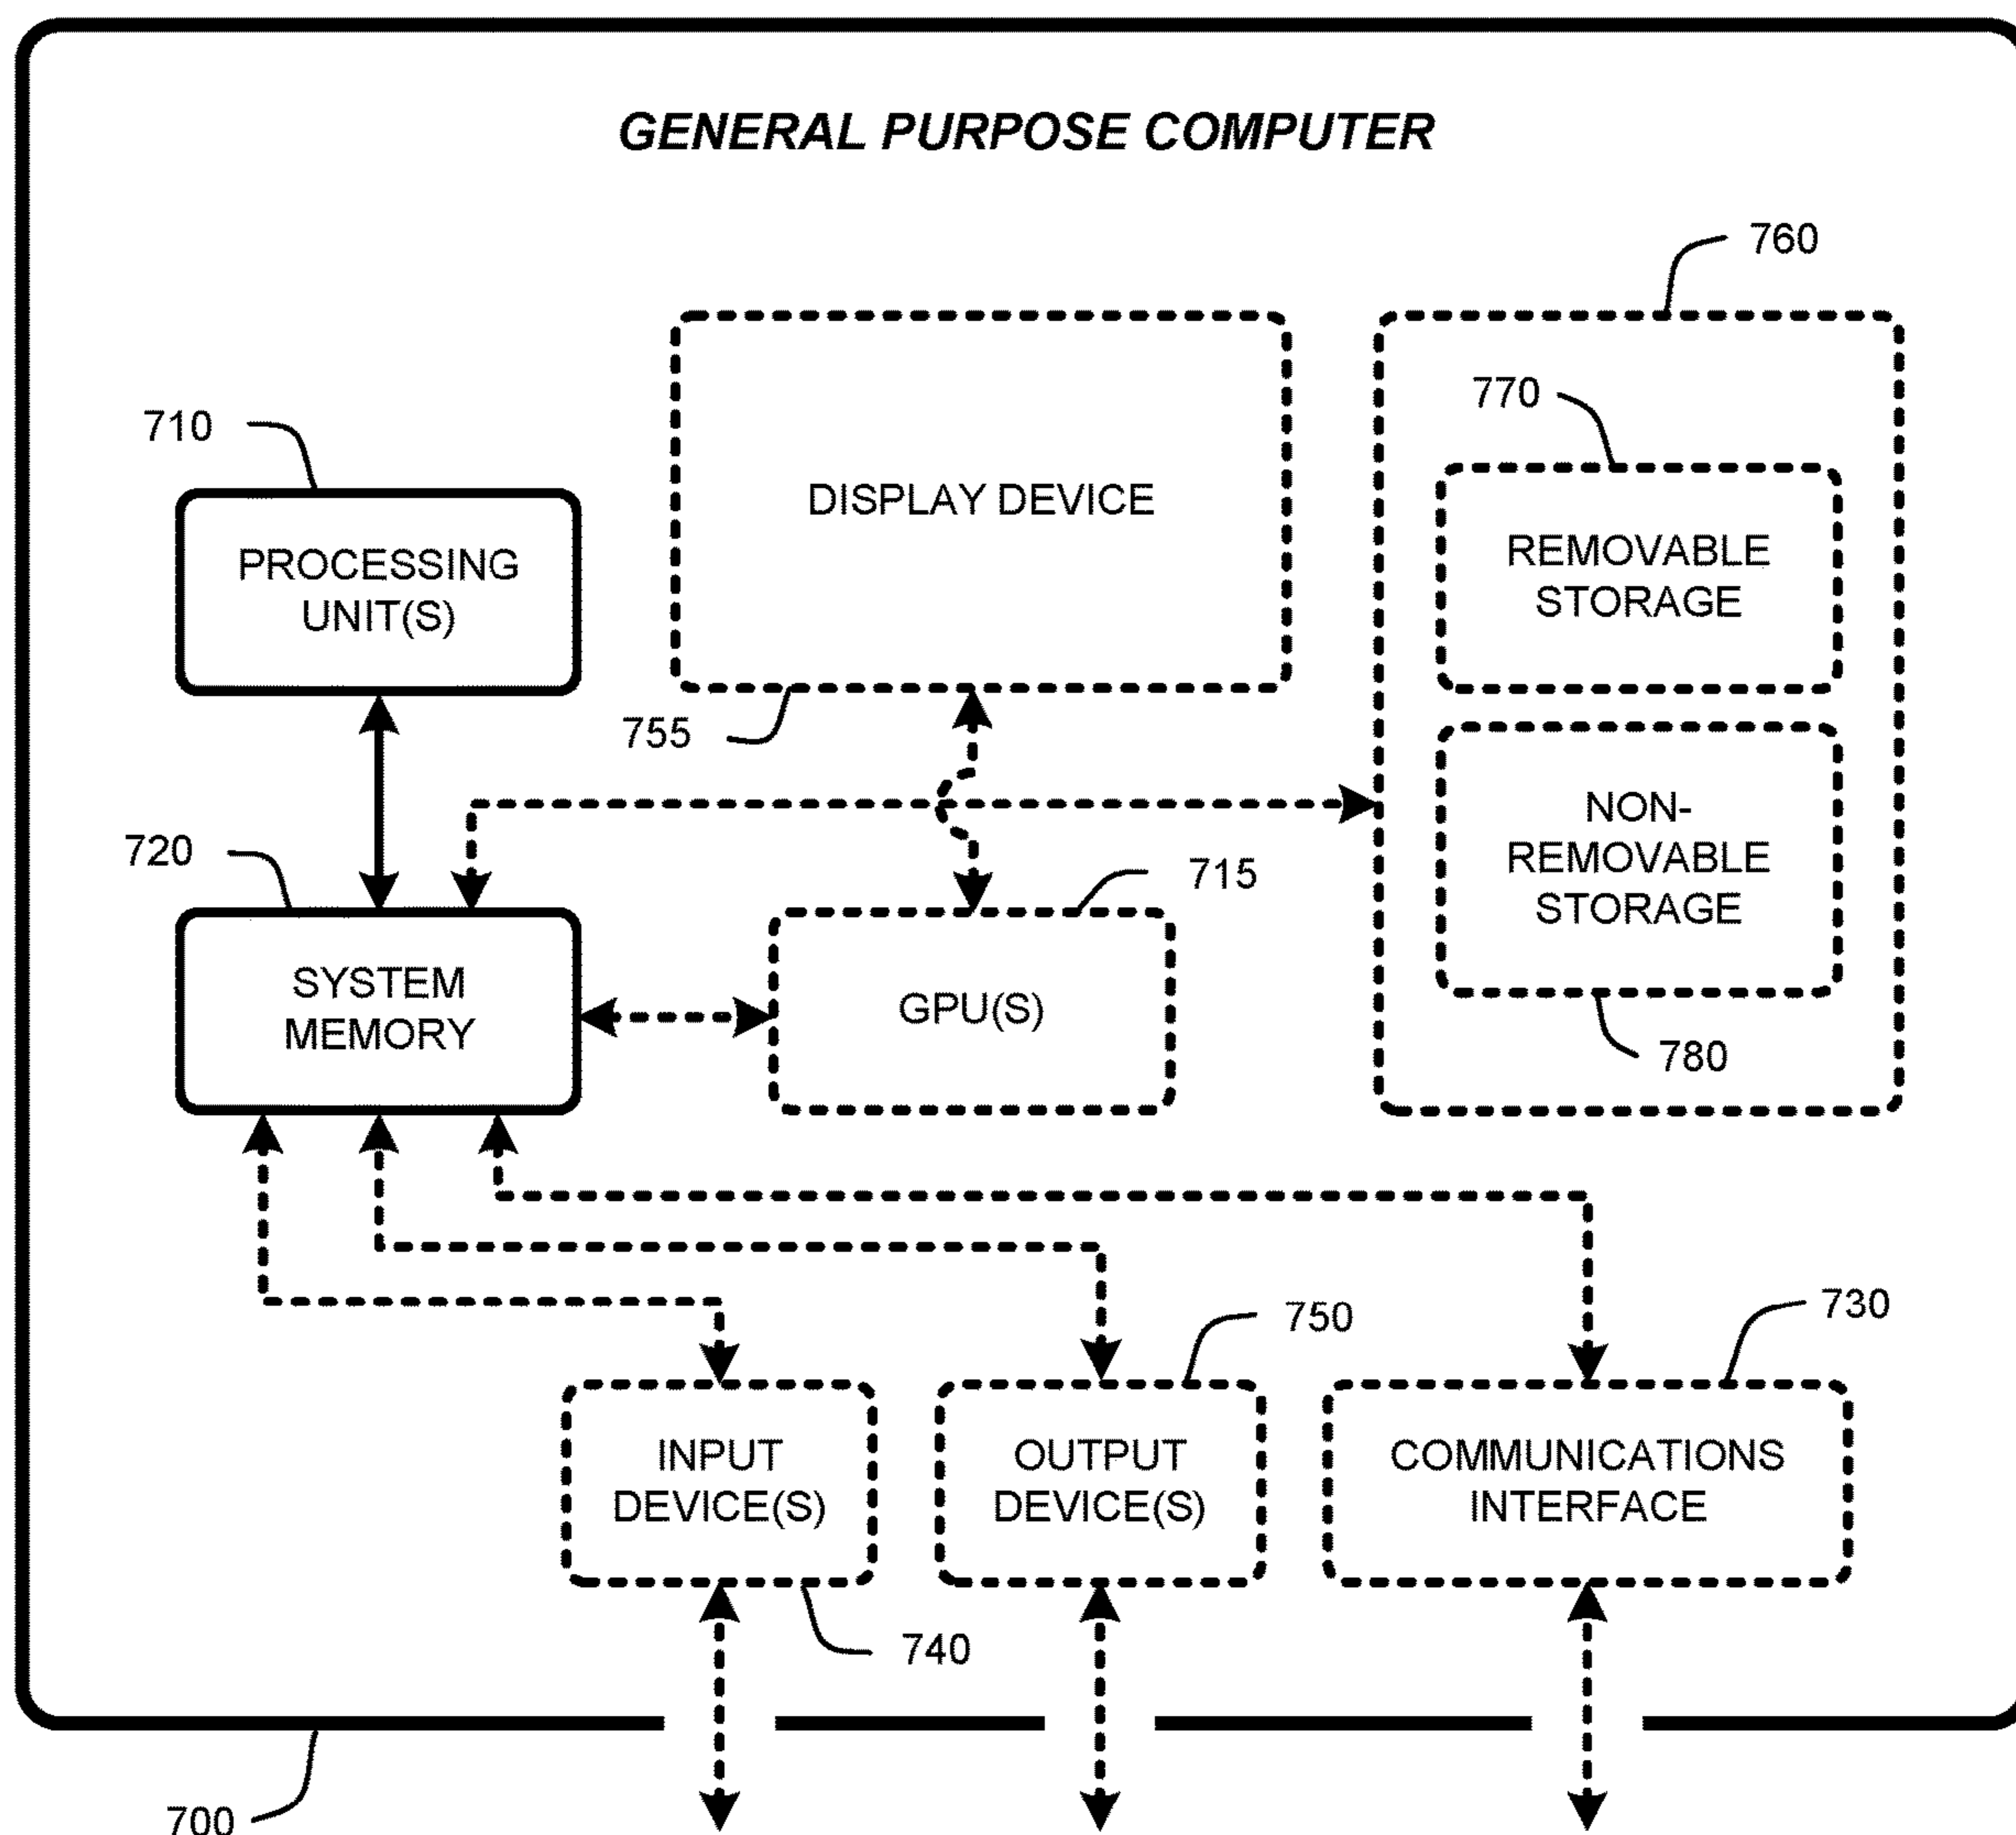 GENERAL PURPOSE COMPUTER
760
770
710
DISPLAY DEVICE
REMOVABLE
STORAGE
PROCESSING
UNIT(S)
755
NON-
REMOVABLE
STORAGE
720
715
SYSTEM
MEMORY
GPU(S)
780
750
730
INPUT
DEVICE(S)
OUTPUT
DEVICE(S)
COMMUNICATIONS
INTERFACE
740
700